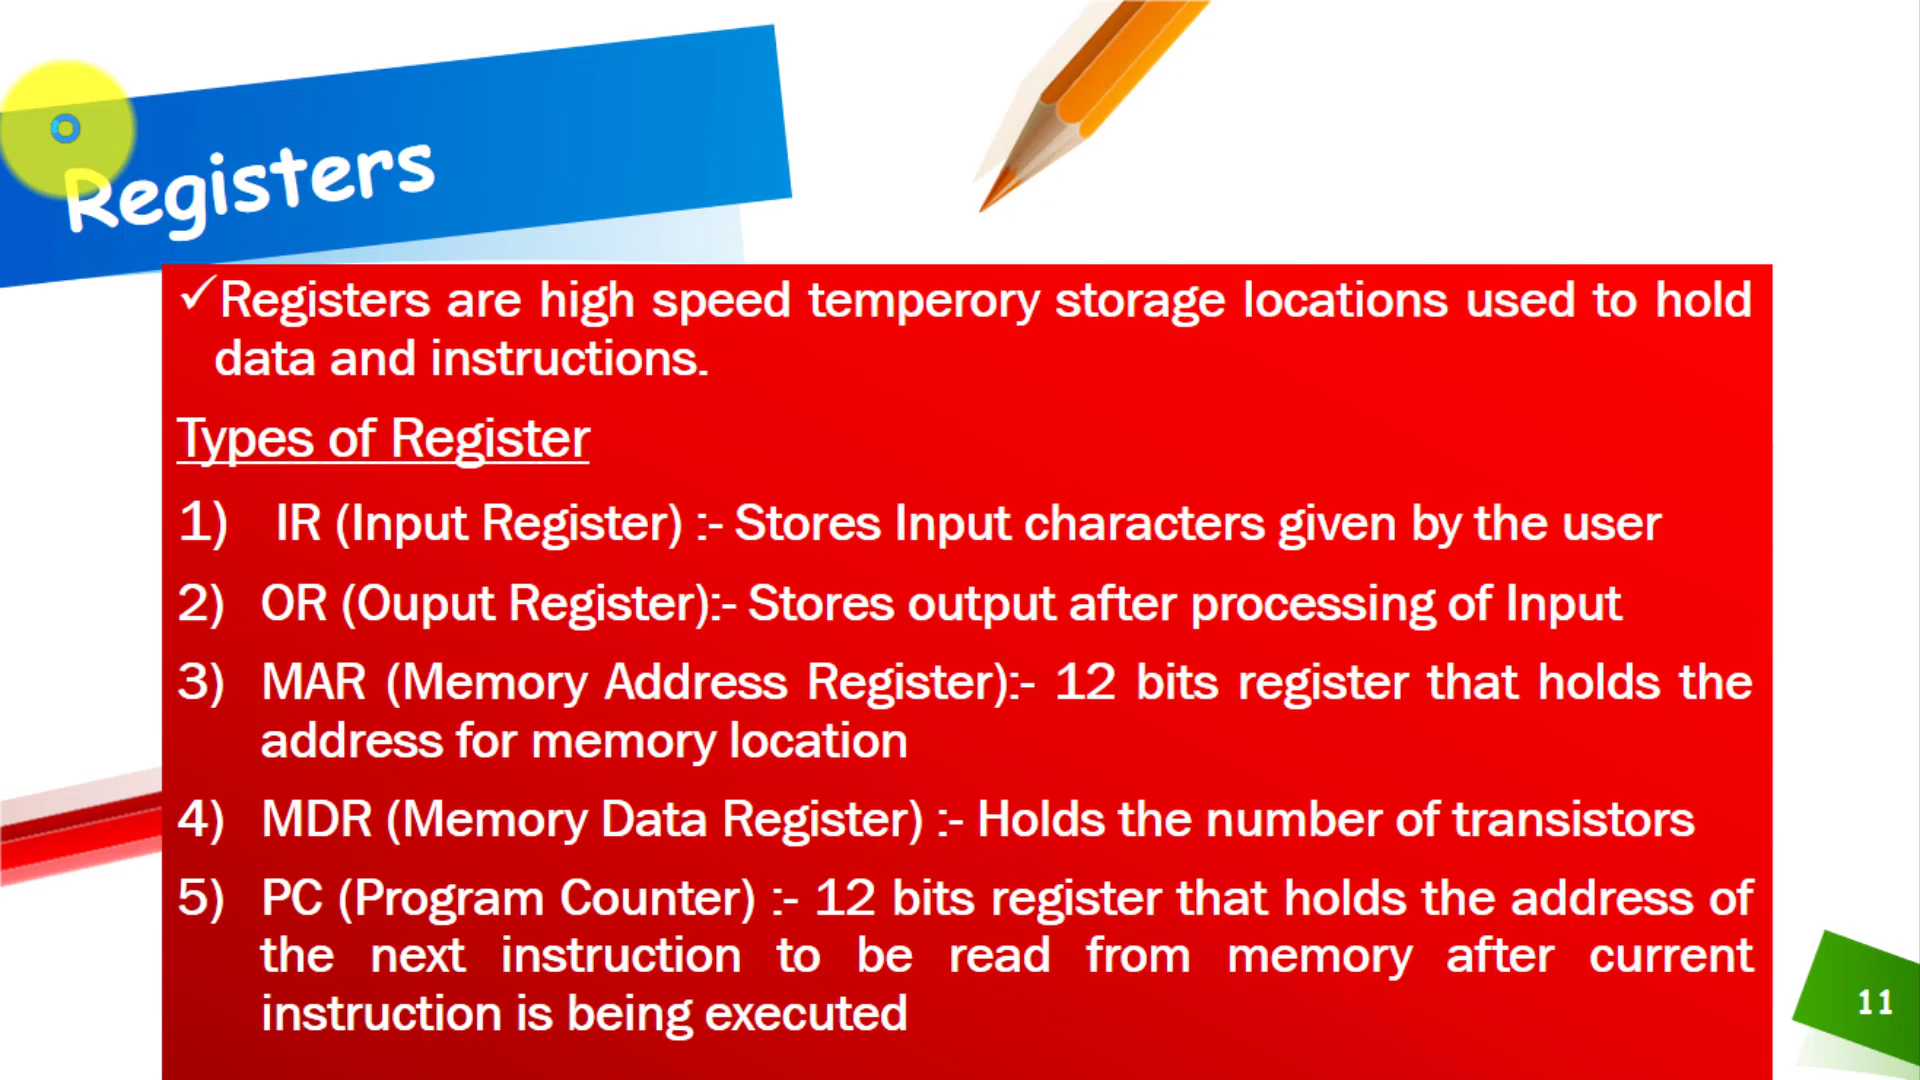 Registers
✓Registers are high speed temperory storage locations used to hold
data and instructions.
Types of Register
1) IR (Input Register) :- Stores Input characters given by the user
2) OR (Ouput Register):- Stores output after processing of Input
3) MAR (Memory Address Register):- 12 bits register that holds the
address for memory location
4) MDR (Memory Data Register) :- Holds the number of transistors
5) PC (Program Counter) :- 12 bits register that holds the address of
the next instruction to be read from memory after current
instruction is being executed
11